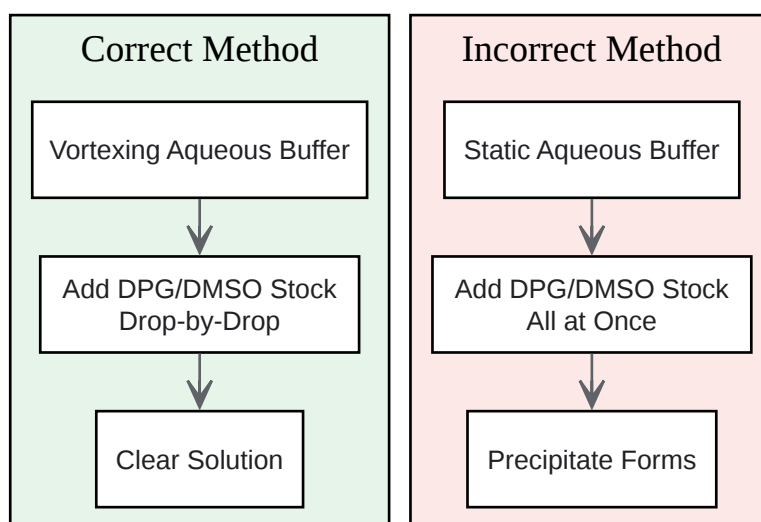 Correct Method
Vortexing Aqueous Buffer
Add DPG/DMSO Stock
Drop-by-Drop
Clear Solution
Incorrect Method
Static Aqueous Buffer
Add DPG/DMSO Stock
All at Once
Precipitate Forms